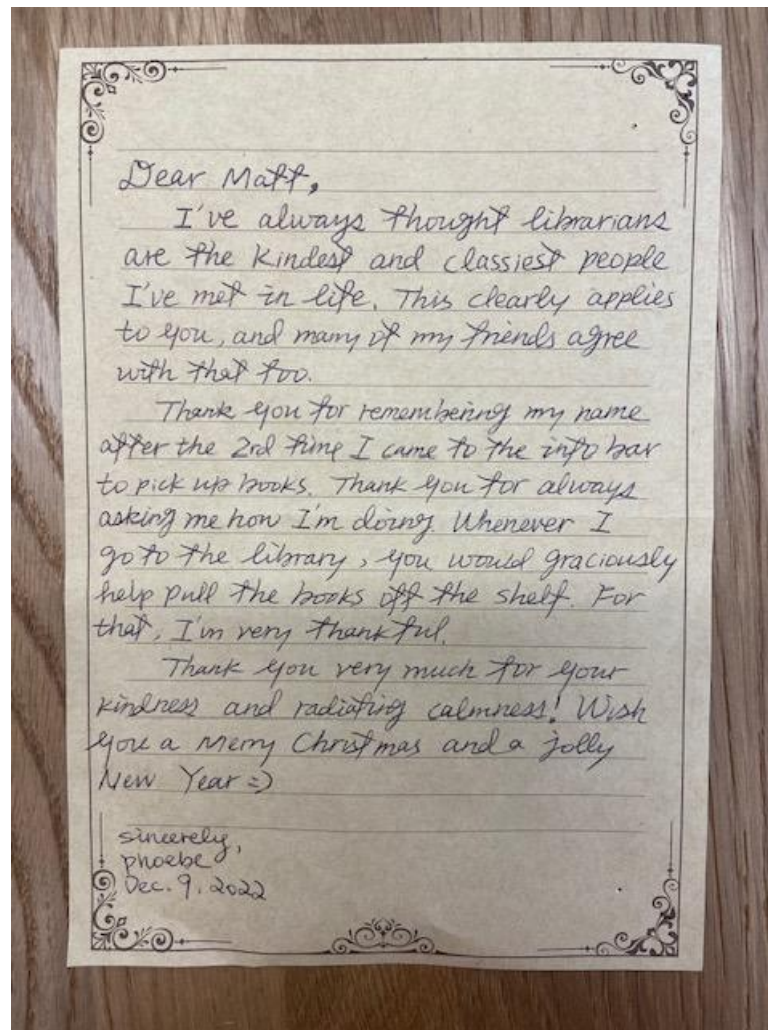 Dear Matt,
I've always thought librarians
are the kindest and classiest people
I've met in life. This clearly applies
to you, and many of my friends agree
with that too.
Thank you for remembering my name
after the 2nd time I came to the info bar
to pick up books. Thank you for always
asking me how I'm doing. Whenever I
go to the library, you would graciously
help pull the books off the shelf. For
that, I'm very thankful.
Thank you very much for your
kindness and radiating calmness! Wish
you a Merry Christmas and a jolly
New Year =)
sincerely,
phoebe
Dec. 9, 2022